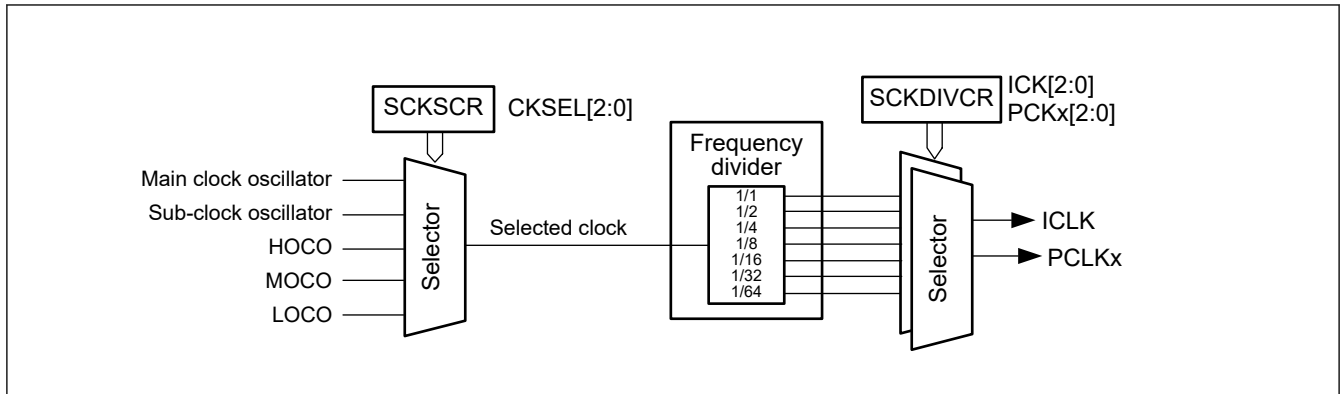 SCKSCR
CKSEL[2:0]
SCKDIVCR
ICK[2:0]
PCKx[2:0]
Frequency
divider
Main clock oscillator
Sub-clock oscillator
HOCO
MOCO
LOCO
Selector
Selected clock
1/1
1/2
1/4
1/8
1/16
1/32
1/64
Selector
ICLK
PCLKx